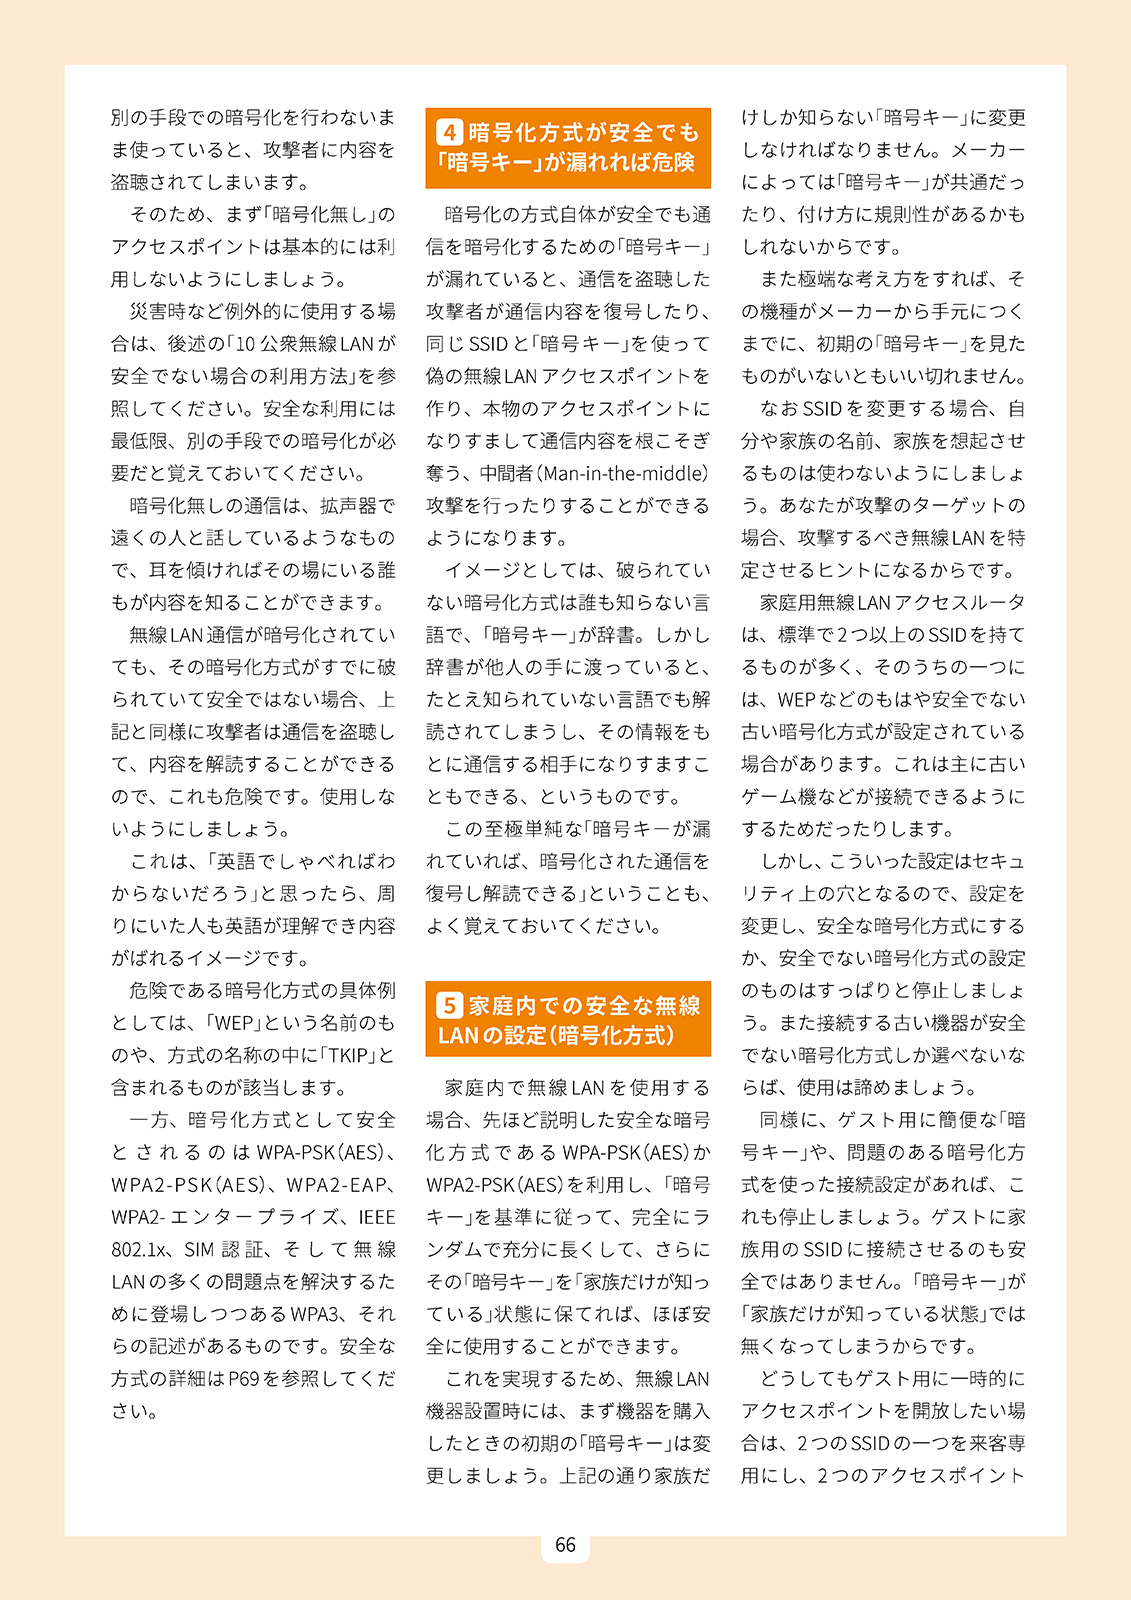 別の手段での暗号化を行わないま
ま使っていると、攻撃者に内容を
盗聴されてしまいます。
そのため、まず「暗号化無し」の
アクセスポイントは基本的には利
用しないようにしましょう。
災害時など例外的に使用する場
合は、後述の「10 公衆無線LANが
安全でない場合の利用方法」を参
照してください。安全な利用には
最低限、別の手段での暗号化が必
要だと覚えておいてください。
暗号化無しの通信は、拡声器で
遠くの人と話しているようなもの
で、耳を傾ければその場にいる誰
もが内容を知ることができます。
無線LAN通信が暗号化されてい
ても、その暗号化方式がすでに破
られていて安全ではない場合、上
記と同様に攻撃者は通信を盗聴し
て、内容を解読することができる
ので、これも危険です。使用しな
いようにしましょう。
これは、「英語でしゃべればわ
からないだろう」と思ったら、周
りにいた人も英語が理解でき内容
がばれるイメージです。
危険である暗号化方式の具体例
としては、「WEP」という名前のも
のや、方式の名称の中に「TKIP」と
含まれるものが該当します。
一方、暗号化方式として安全
とされるのはWPA-PSK(AES)、
WPA2-PSK(AES)、WPA2-EAP、
WPA2-エンタープライズ、IEEE
802.1x、SIM認証、そして無線
LANの多くの問題点を解決するた
めに登場しつつあるWPA3、それ
らの記述があるものです。安全な
方式の詳細はP69を参照してくだ
さい。
4 暗号化方式が安全でも
「暗号キー」が漏れれば危険
暗号化の方式自体が安全でも通
信を暗号化するための「暗号キー」
が漏れていると、通信を盗聴した
攻撃者が通信内容を復号したり、
同じSSIDと「暗号キー」を使って
偽の無線LANアクセスポイントを
作り、本物のアクセスポイントに
なりすまして通信内容を根こそぎ
奪う、中間者(Man-in-the-middle)
攻撃を行ったりすることができる
ようになります。
イメージとしては、破られてい
ない暗号化方式は誰も知らない言
語で、「暗号キー」が辞書。しかし
辞書が他人の手に渡っていると、
たとえ知られていない言語でも解
読されてしまうし、その情報をも
とに通信する相手になりすますこ
ともできる、というものです。
この至極単純な「暗号キーが漏
れていれば、暗号化された通信を
復号し解読できる」ということも、
よく覚えておいてください。
5 家庭内での安全な無線
LANの設定(暗号化方式)
家庭内で無線LANを使用する
場合、先ほど説明した安全な暗号
化方式であるWPA-PSK(AES)か
WPA2-PSK(AES)を利用し、「暗号
キー」を基準に従って、完全にラ
ンダムで充分に長くして、さらに
その「暗号キー」を「家族だけが知っ
ている」状態に保てれば、ほぼ安
全に使用することができます。
これを実現するため、無線LAN
機器設置時には、まず機器を購入
したときの初期の「暗号キー」は変
更しましょう。上記の通り家族だ
けしか知らない「暗号キー」に変更
しなければなりません。メーカー
によっては「暗号キー」が共通だっ
たり、付け方に規則性があるかも
しれないからです。
また極端な考え方をすれば、そ
の機種がメーカーから手元につく
までに、初期の「暗号キー」を見た
ものがいないともいい切れません。
なおSSIDを変更する場合、自
分や家族の名前、家族を想起させ
るものは使わないようにしましょ
う。あなたが攻撃のターゲットの
場合、攻撃するべき無線LANを特
定させるヒントになるからです。
家庭用無線LANアクセスルータ
は、標準で2つ以上のSSIDを持て
るものが多く、そのうちの一つに
は、WEPなどのもはや安全でない
古い暗号化方式が設定されている
場合があります。これは主に古い
ゲーム機などが接続できるように
するためだったりします。
しかし、こういった設定はセキュ
リティ上の穴となるので、設定を
変更し、安全な暗号化方式にする
か、安全でない暗号化方式の設定
のものはすっぱりと停止しましょ
う。また接続する古い機器が安全
でない暗号化方式しか選べないな
らば、使用は諦めましょう。
同様に、ゲスト用に簡便な「暗
号キー」や、問題のある暗号化方
式を使った接続設定があれば、こ
れも停止しましょう。ゲストに家
族用のSSIDに接続させるのも安
全ではありません。「暗号キー」が
「家族だけが知っている状態」では
無くなってしまうからです。
どうしてもゲスト用に一時的に
アクセスポイントを開放したい場
合は、2つのSSIDの一つを来客専
用にし、2つのアクセスポイント
66